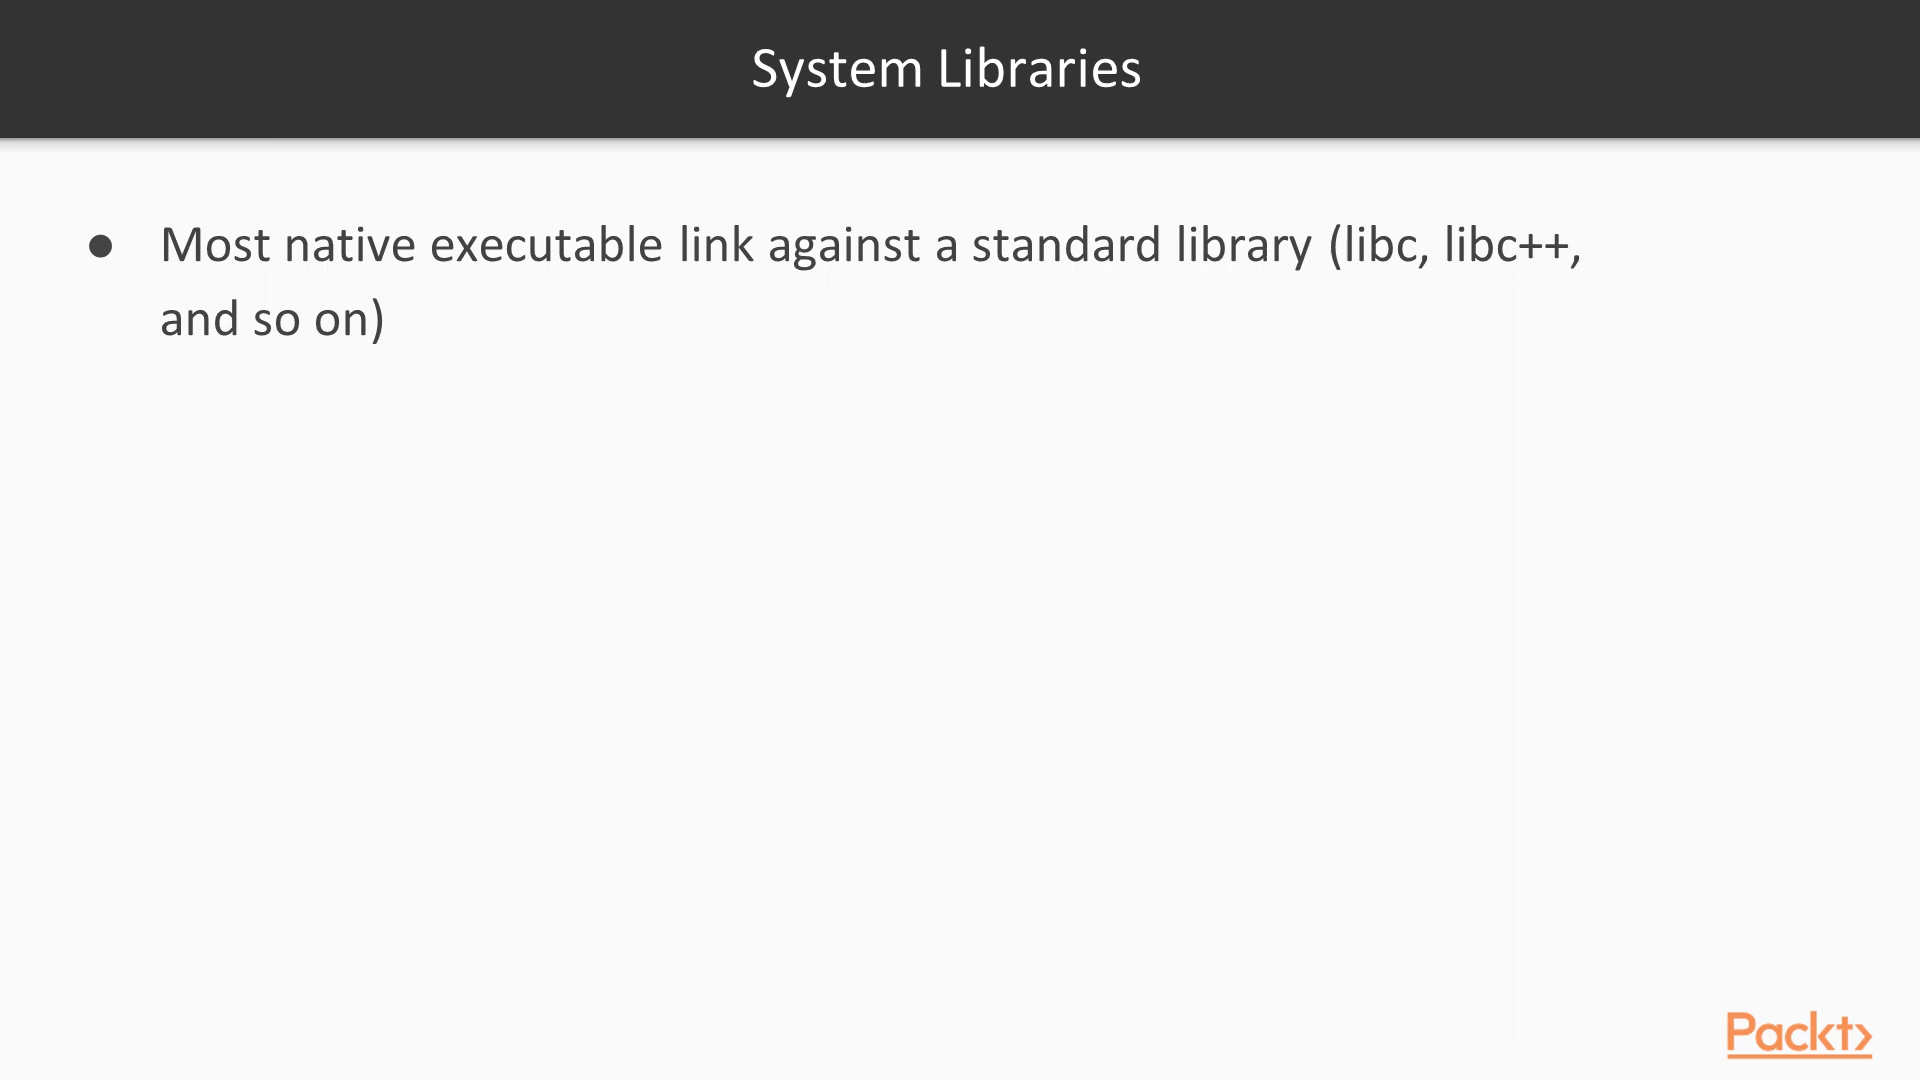 System Libraries
● Most native executable link against a standard library (libc, libc++,
and so on)
Packt>